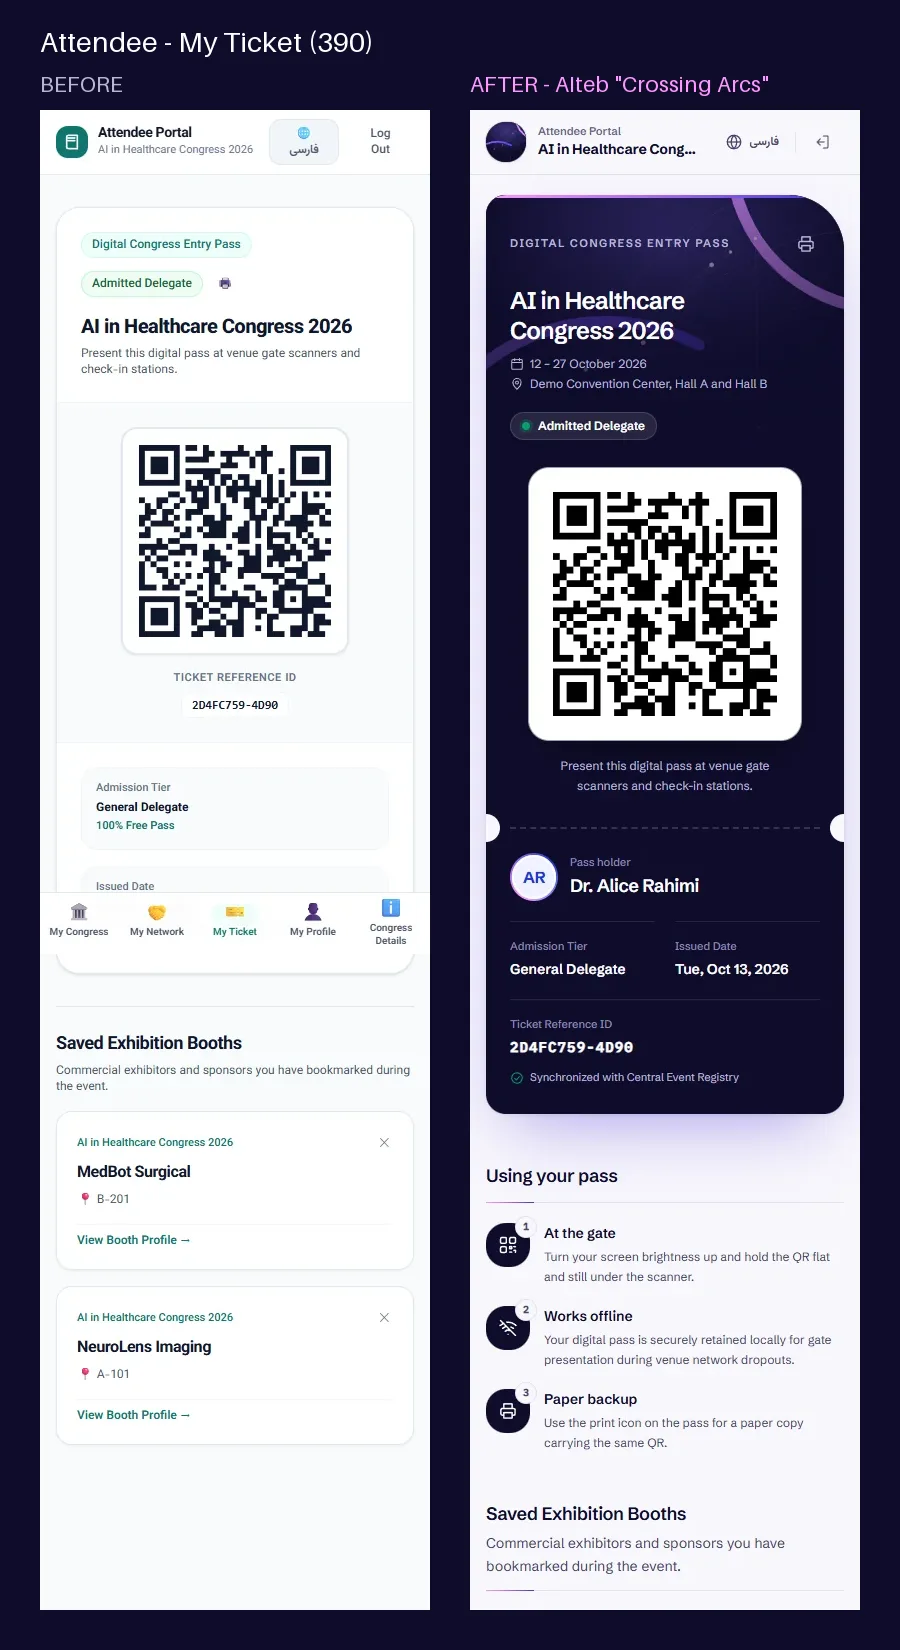 Attendee - My Ticket (390)
BEFORE
Attendee Portal
AI in Healthcare Congress 2026
فارسی
Log
Out
Digital Congress Entry Pass
Admitted Delegate
AI in Healthcare Congress 2026
Present this digital pass at venue gate scanners and
check-in stations.
TICKET REFERENCE ID
2D4FC759-4D90
Admission Tier
General Delegate
100% Free Pass
Issued Date
My Congress
My Network
My Ticket
My Profile
Congress
Details
Saved Exhibition Booths
Commercial exhibitors and sponsors you have bookmarked during
the event.
AI in Healthcare Congress 2026
MedBot Surgical
B-201
View Booth Profile →
AI in Healthcare Congress 2026
NeuroLens Imaging
A-101
View Booth Profile →
AFTER - Alteb "Crossing Arcs"
Attendee Portal
AI in Healthcare Cong...
فارسی
DIGITAL CONGRESS ENTRY PASS
AI in Healthcare
Congress 2026
12 – 27 October 2026
Demo Convention Center, Hall A and Hall B
Admitted Delegate
Present this digital pass at venue gate
scanners and check-in stations.
AR
Pass holder
Dr. Alice Rahimi
Admission Tier
General Delegate
Issued Date
Tue, Oct 13, 2026
Ticket Reference ID
2D4FC759-4D90
Synchronized with Central Event Registry
Using your pass
1
At the gate
Turn your screen brightness up and hold the QR flat
and still under the scanner.
2
Works offline
Your digital pass is securely retained locally for gate
presentation during venue network dropouts.
3
Paper backup
Use the print icon on the pass for a paper copy
carrying the same QR.
Saved Exhibition Booths
Commercial exhibitors and sponsors you have
bookmarked during the event.